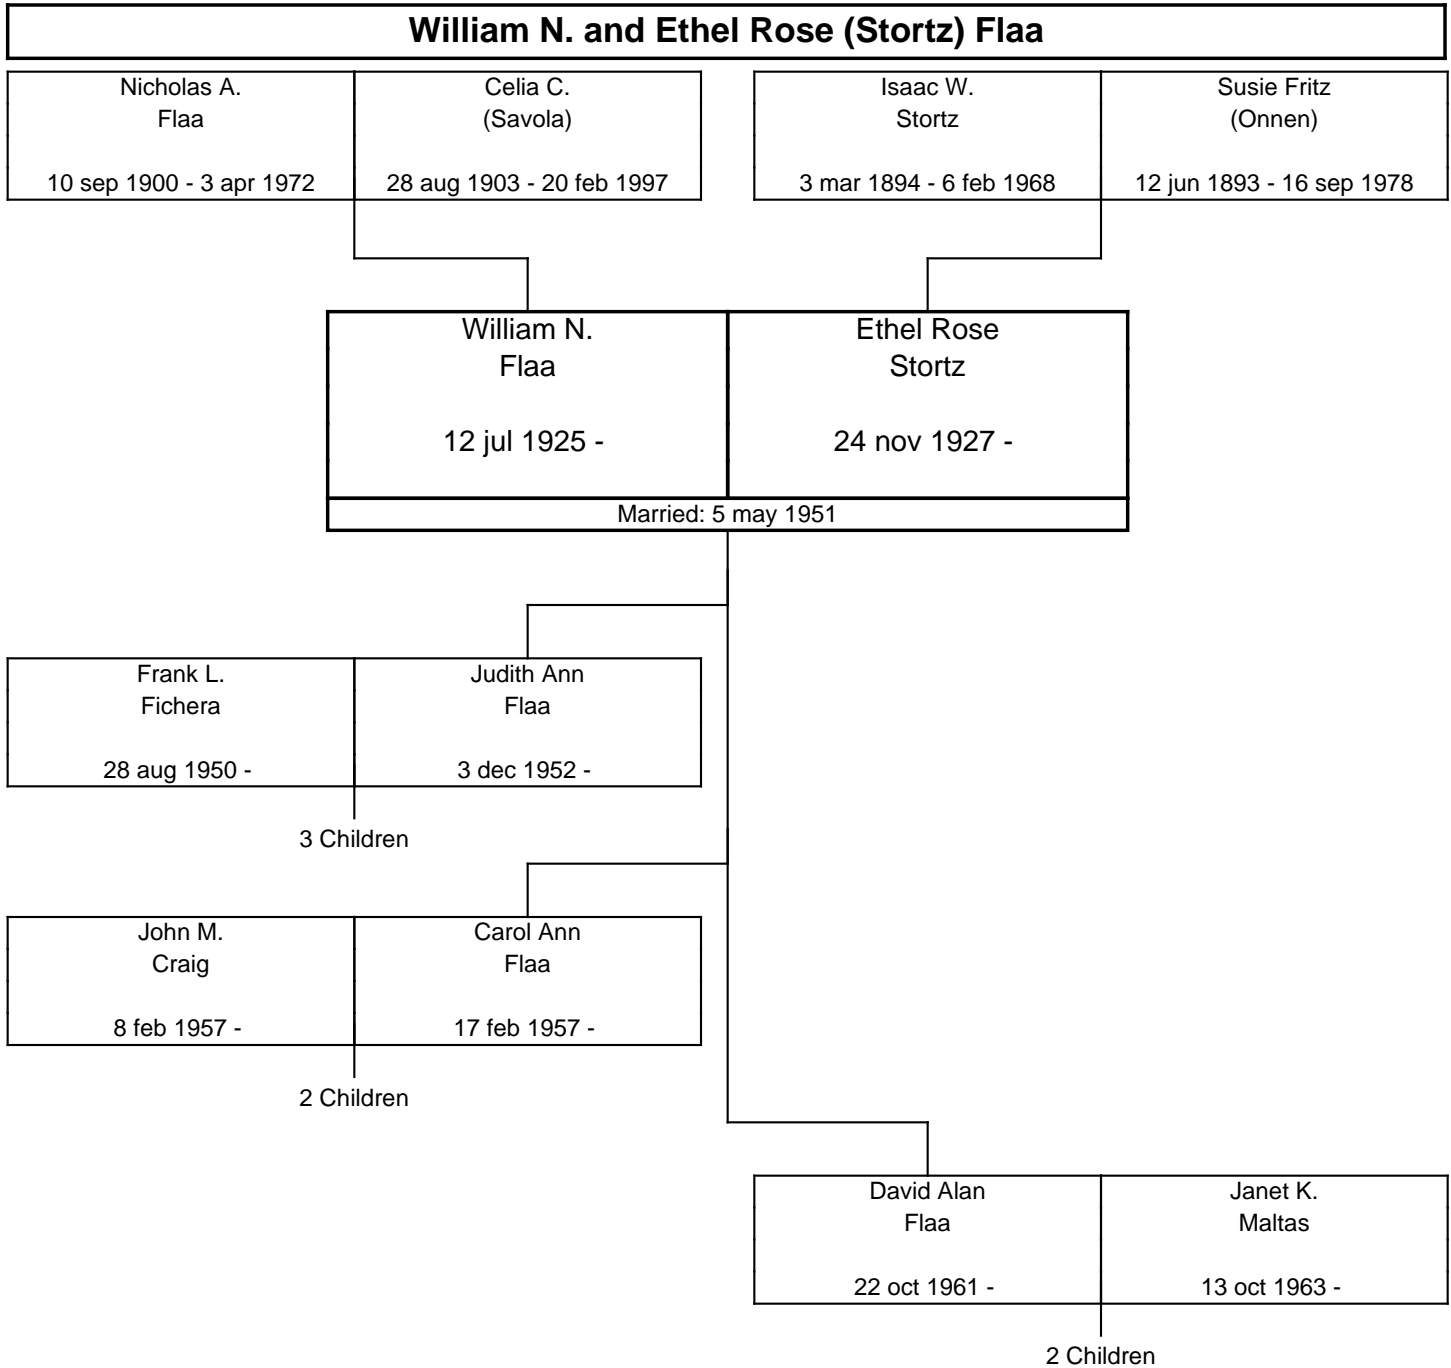 William N. and Ethel Rose (Stortz) Flaa
Nicholas A.
Flaa
10 sep 1900 - 3 apr 1972
Celia C.
(Savola)
28 aug 1903 - 20 feb 1997
Isaac W.
Stortz
3 mar 1894 - 6 feb 1968
Susie Fritz
(Onnen)
12 jun 1893 - 16 sep 1978
William N.
Flaa
12 jul 1925 -
Ethel Rose
Stortz
24 nov 1927 -
Married: 5 may 1951
Frank L.
Fichera
28 aug 1950 -
Judith Ann
Flaa
3 dec 1952 -
3 Children
John M.
Craig
8 feb 1957 -
Carol Ann
Flaa
17 feb 1957 -
2 Children
David Alan
Flaa
22 oct 1961 -
Janet K.
Maltas
13 oct 1963 -
2 Children